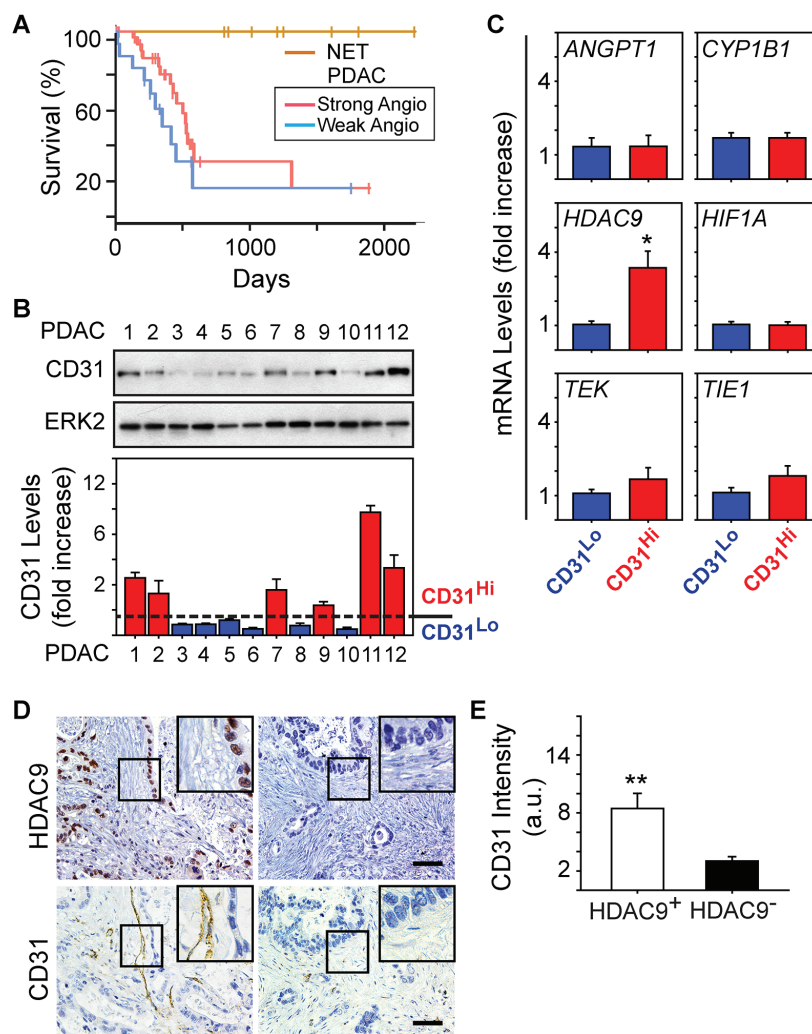 A
100
60
20
Survival (%)
NET
PDAC
Strong Angio
Weak Angio
0
1000
2000
Days
B
PDAC 1 2 3 4 5 6 7 8 9 10 11 12
CD31
ERK2
CD31 Levels
(fold increase)
12
6
2
CD31Hi
CD31Lo
PDAC 1 2 3 4 5 6 7 8 9 10 11 12
C
mRNA Levels (fold increase)
ANGPT1
CYP1B1
4
1
HDAC9
HIF1A
4
*
1
TEK
TIE1
4
1
CD31Lo
CD31Hi
CD31Lo
CD31Hi
D
HDAC9
CD31
E
CD31 Intensity
(a.u.)
14
8
2
**
HDAC9+ HDAC9-